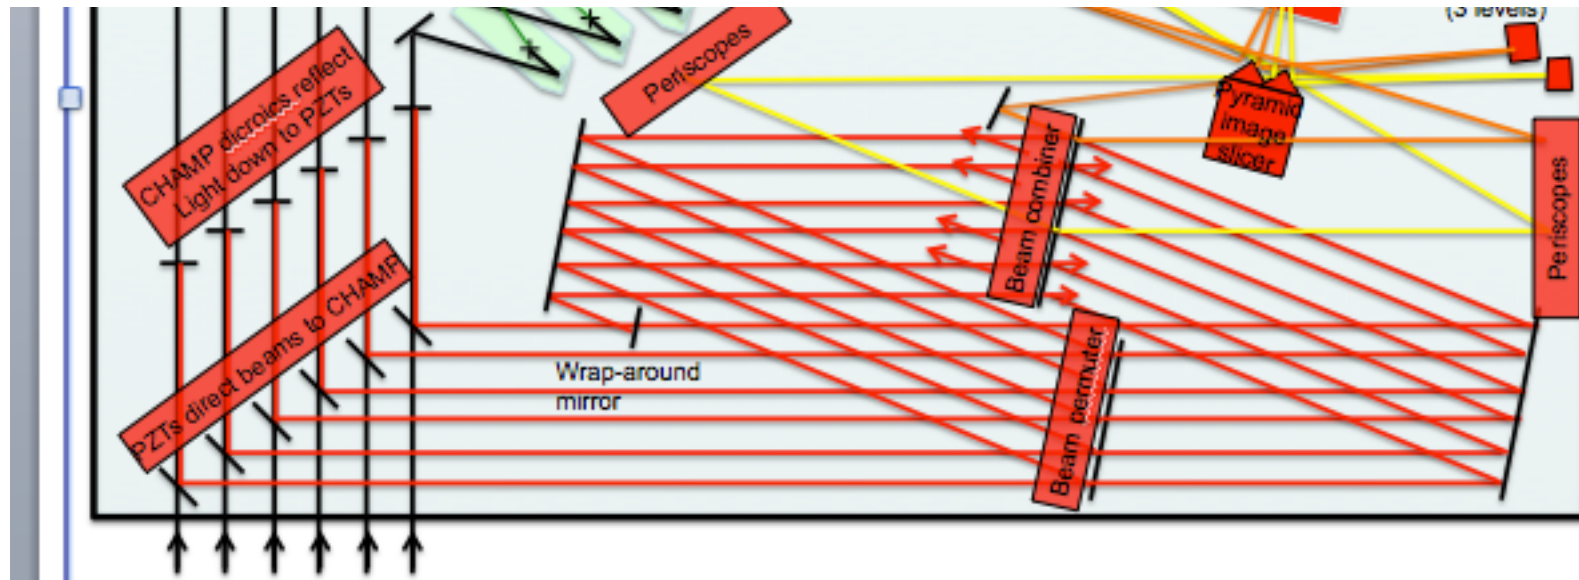 (3 levels)
Periscopes
CHAMP dicroics reflect
Light down to PZTs
Pyramid
image
slicer
Beam combiner
Periscopes
PZTs direct beams to CHAMP
Wrap-around
mirror
Beam permuter